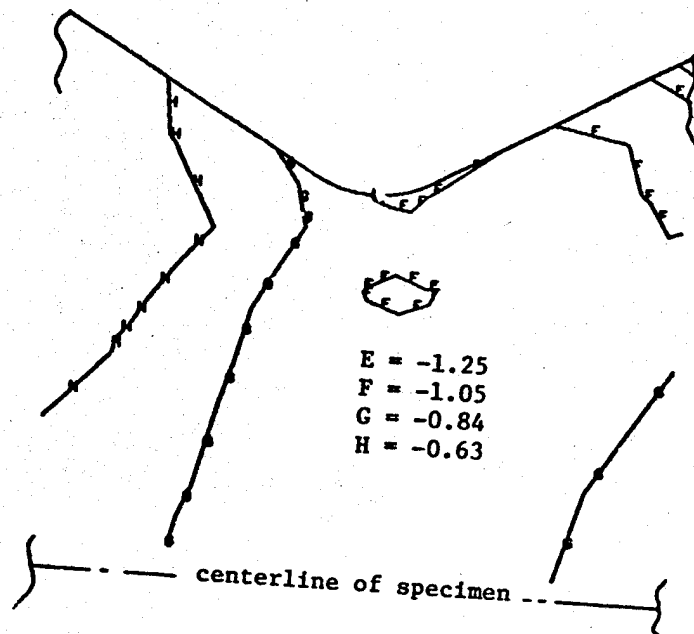 E = -1.25
F = -1.05
G = -0.84
H = -0.63
centerline of specimen